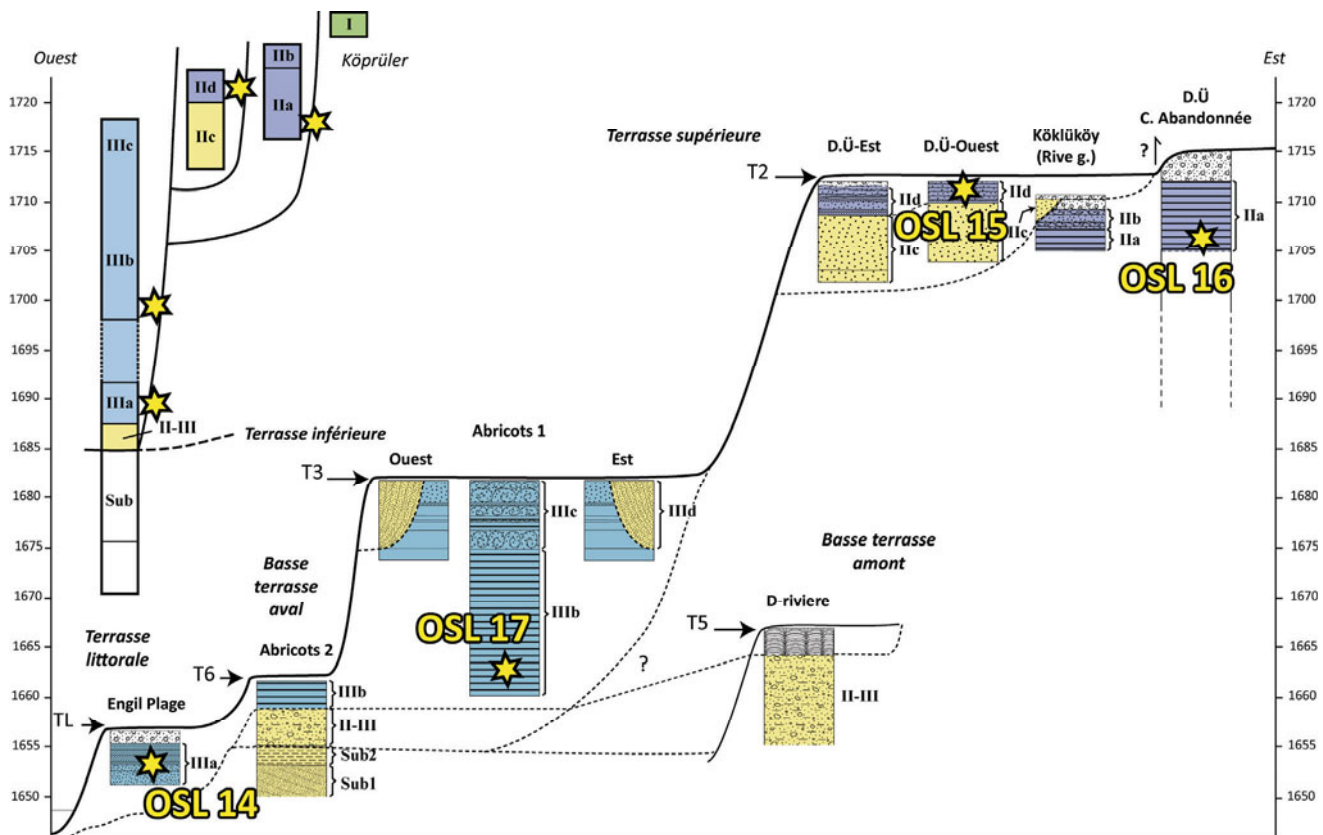 Ouest
I
Köprüler
Est
IIb
IId
IIa
IIc
IIIc
IIIb
IIIa
II-III
Sub
1720
1715
1710
1705
1700
1695
1690
1685
1680
1675
1670
1665
1660
1655
1650
Terrasse supérieure
T2
D.Ü-Est
D.Ü-Ouest
Köklüköy
(Rive g.)
D.Ü
C. Abandonnée
?
IId
IIc
OSL 15
IId
IIc
IIb
IIa
IIa
OSL 16
Terrasse inférieure
T3
Abricots 1
Ouest
Est
IIIc
IIId
IIIb
OSL 17
Basse
terrasse
aval
Basse terrasse
amont
D-riviere
T5
II-III
?
Terrasse
littorale
T6
Abricots 2
IIIb
II-III
Sub2
Sub1
Engil Plage
TL
IIIa
OSL 14
1720
1715
1710
1705
1700
1695
1690
1685
1680
1675
1670
1665
1660
1655
1650